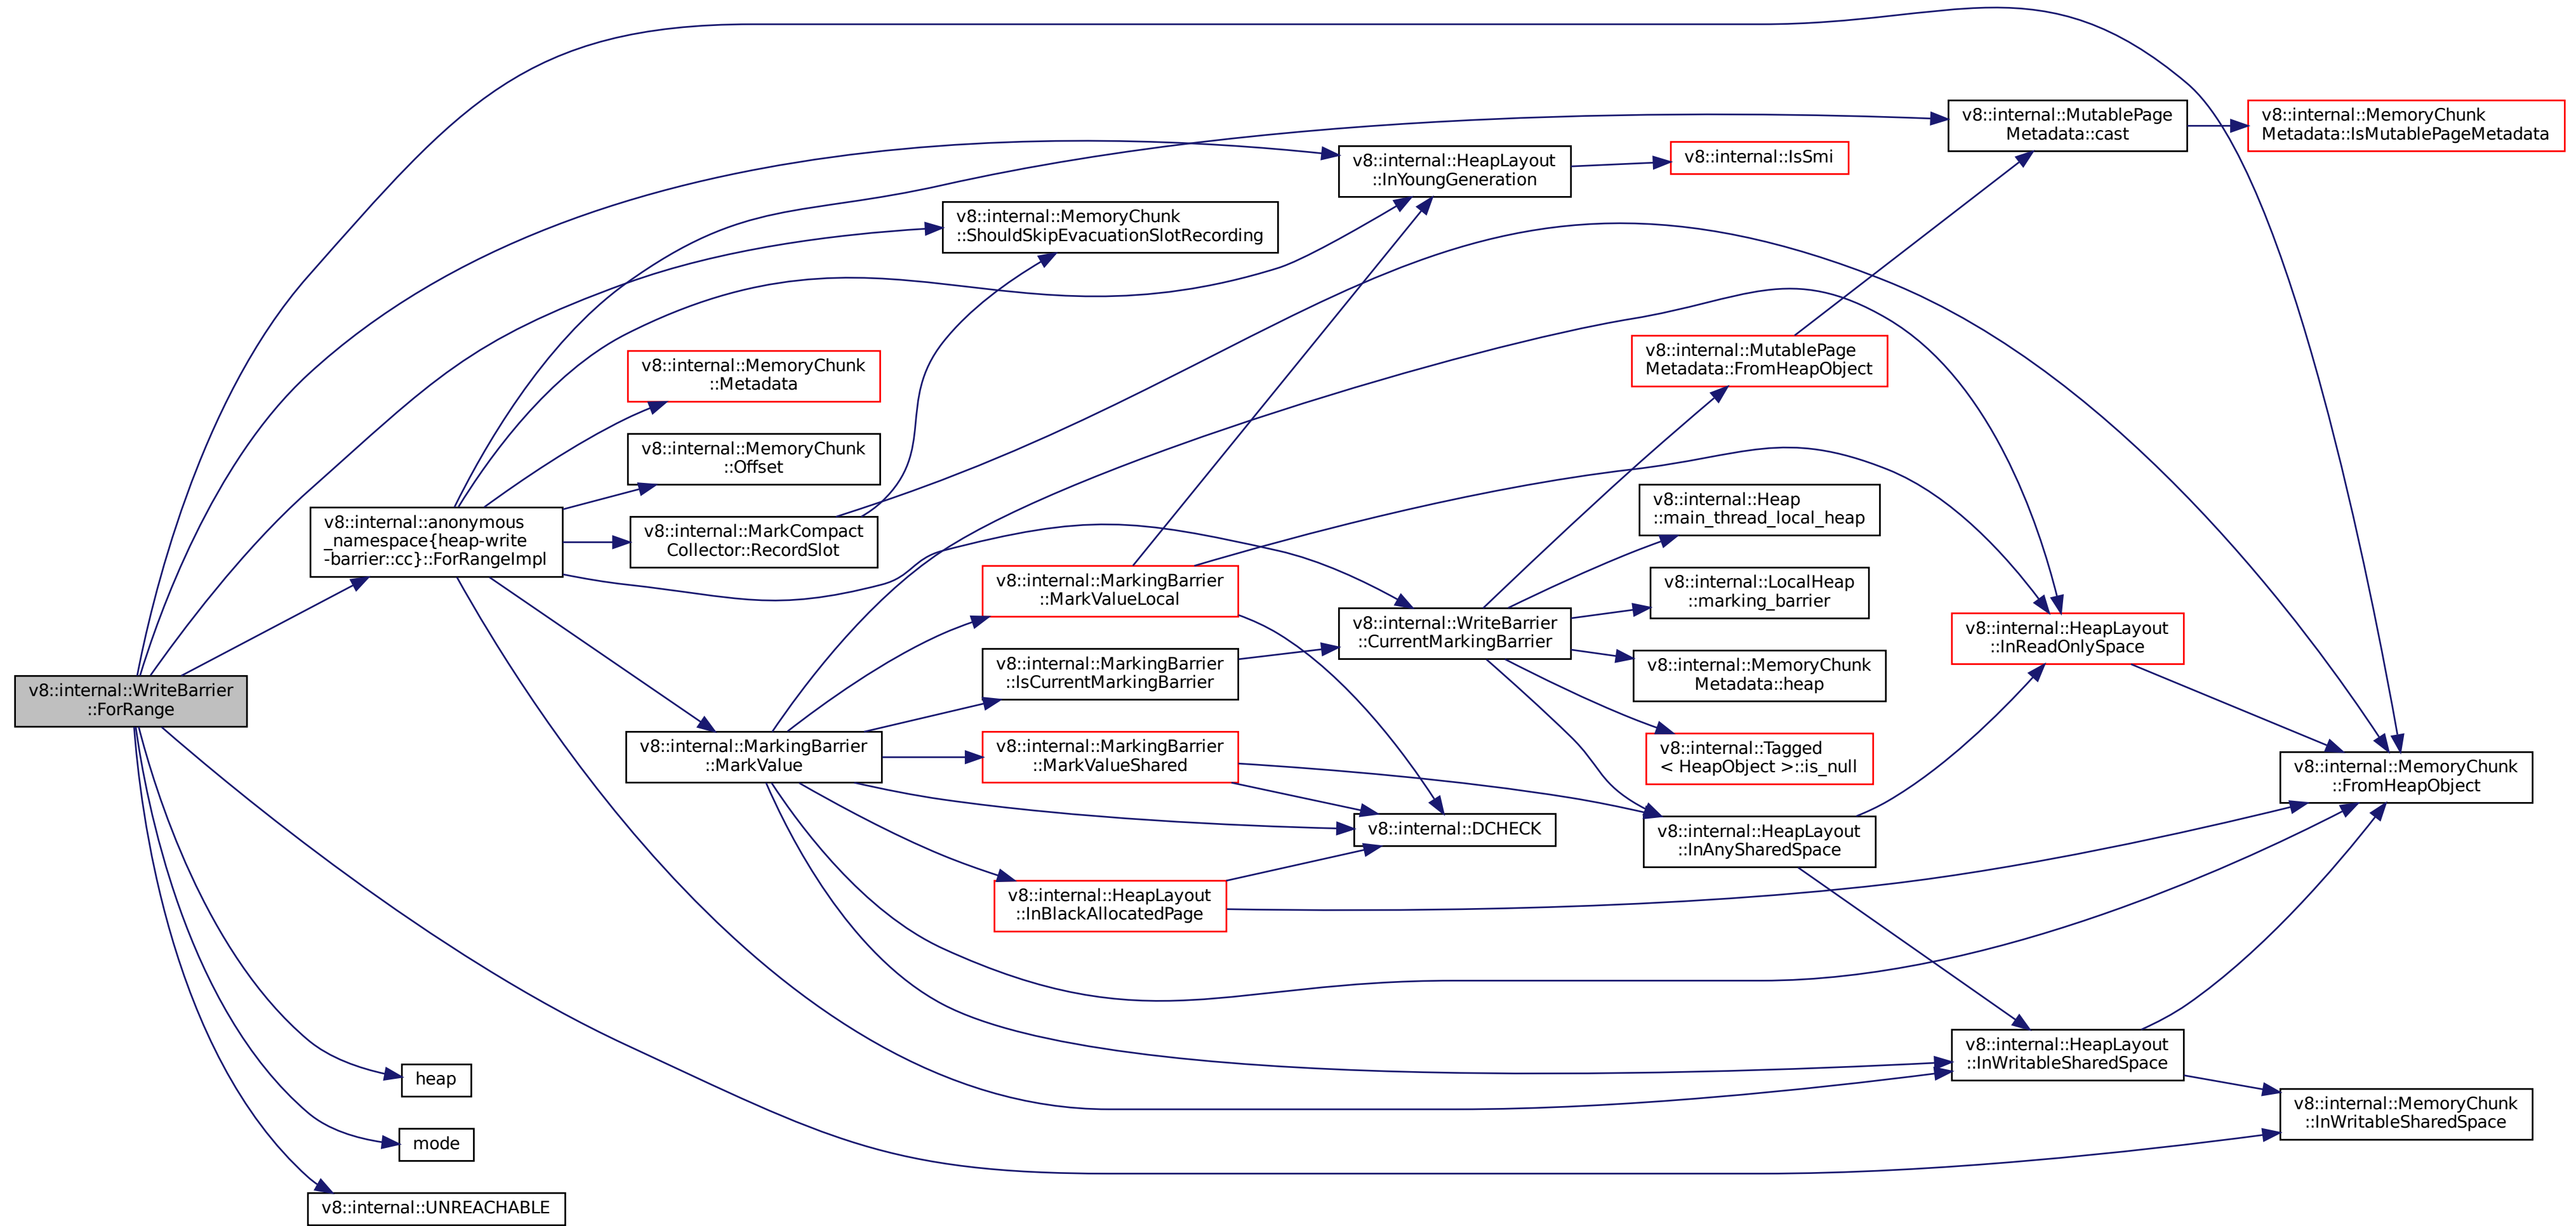 v8::internal::WriteBarrier
::ForRange
v8::internal::anonymous
_namespace{heap-write
-barrier::cc}::ForRangeImpl
heap
mode
v8::internal::UNREACHABLE
v8::internal::MemoryChunk
::Metadata
v8::internal::MemoryChunk
::Offset
v8::internal::MarkCompact
Collector::RecordSlot
v8::internal::MarkingBarrier
::MarkValue
v8::internal::MemoryChunk
::ShouldSkipEvacuationSlotRecording
v8::internal::MarkingBarrier
::MarkValueLocal
v8::internal::MarkingBarrier
::IsCurrentMarkingBarrier
v8::internal::MarkingBarrier
::MarkValueShared
v8::internal::HeapLayout
::InBlackAllocatedPage
v8::internal::HeapLayout
::InYoungGeneration
v8::internal::WriteBarrier
::CurrentMarkingBarrier
v8::internal::DCHECK
v8::internal::IsSmi
v8::internal::MutablePage
Metadata::FromHeapObject
v8::internal::Heap
::main_thread_local_heap
v8::internal::LocalHeap
::marking_barrier
v8::internal::MemoryChunk
Metadata::heap
v8::internal::Tagged
< HeapObject >::is_null
v8::internal::HeapLayout
::InAnySharedSpace
v8::internal::MutablePage
Metadata::cast
v8::internal::HeapLayout
::InReadOnlySpace
v8::internal::HeapLayout
::InWritableSharedSpace
v8::internal::MemoryChunk
Metadata::IsMutablePageMetadata
v8::internal::MemoryChunk
::FromHeapObject
v8::internal::MemoryChunk
::InWritableSharedSpace